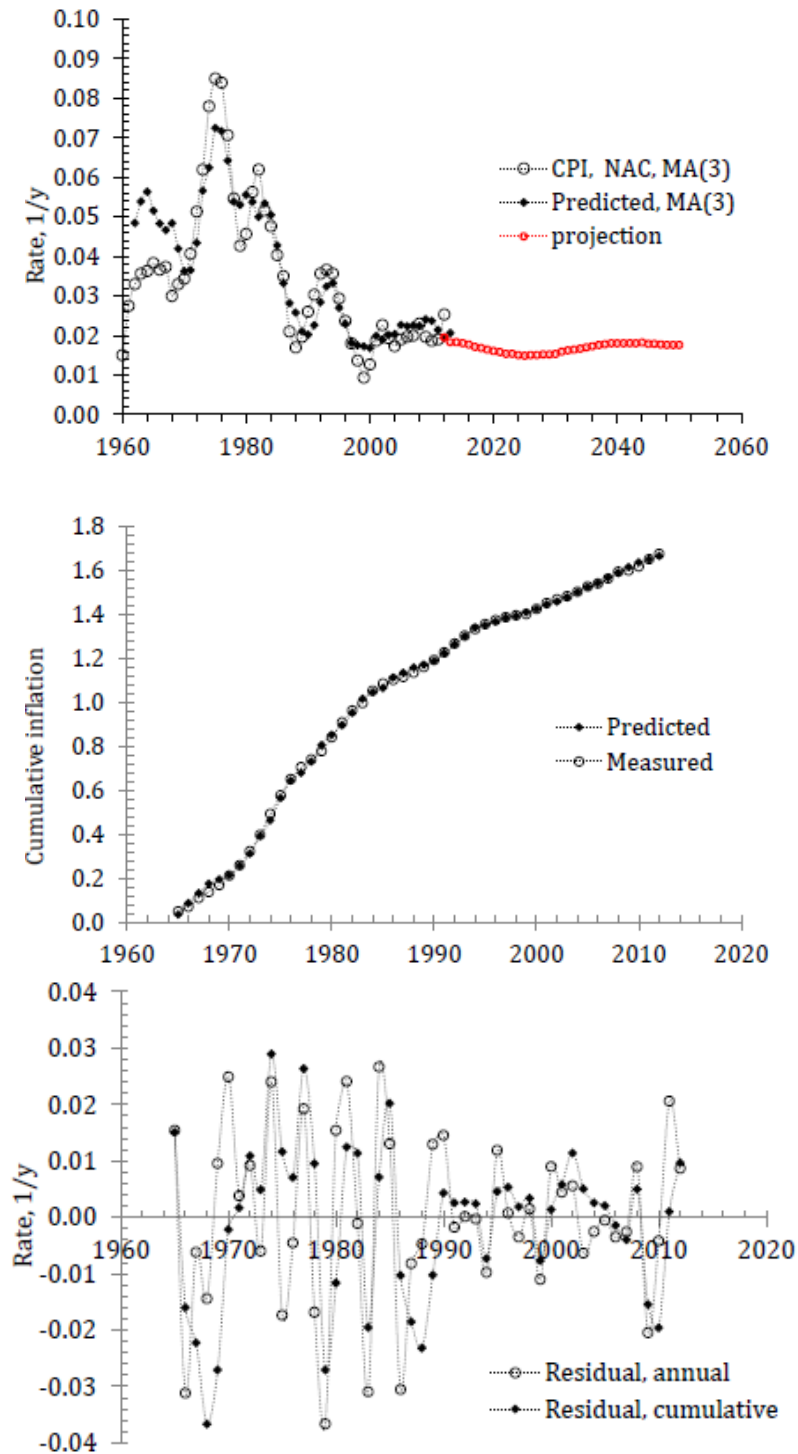 0.10
0.09
0.08
0.07
0.06
0.05
0.04
0.03
0.02
0.01
0.00
Rate, 1/y
CPI, NAC, MA(3)
Predicted, MA(3)
projection
1960 1980 2000 2020 2040 2060
1.8
1.6
1.4
1.2
1.0
0.8
0.6
0.4
0.2
0.0
Cumulative inflation
Predicted
Measured
1960 1970 1980 1990 2000 2010 2020
0.04
0.03
0.02
0.01
0.00
-0.01
-0.02
-0.03
-0.04
Rate, 1/y
1960 1970 1980 1990 2000 2010 2020
Residual, annual
Residual, cumulative